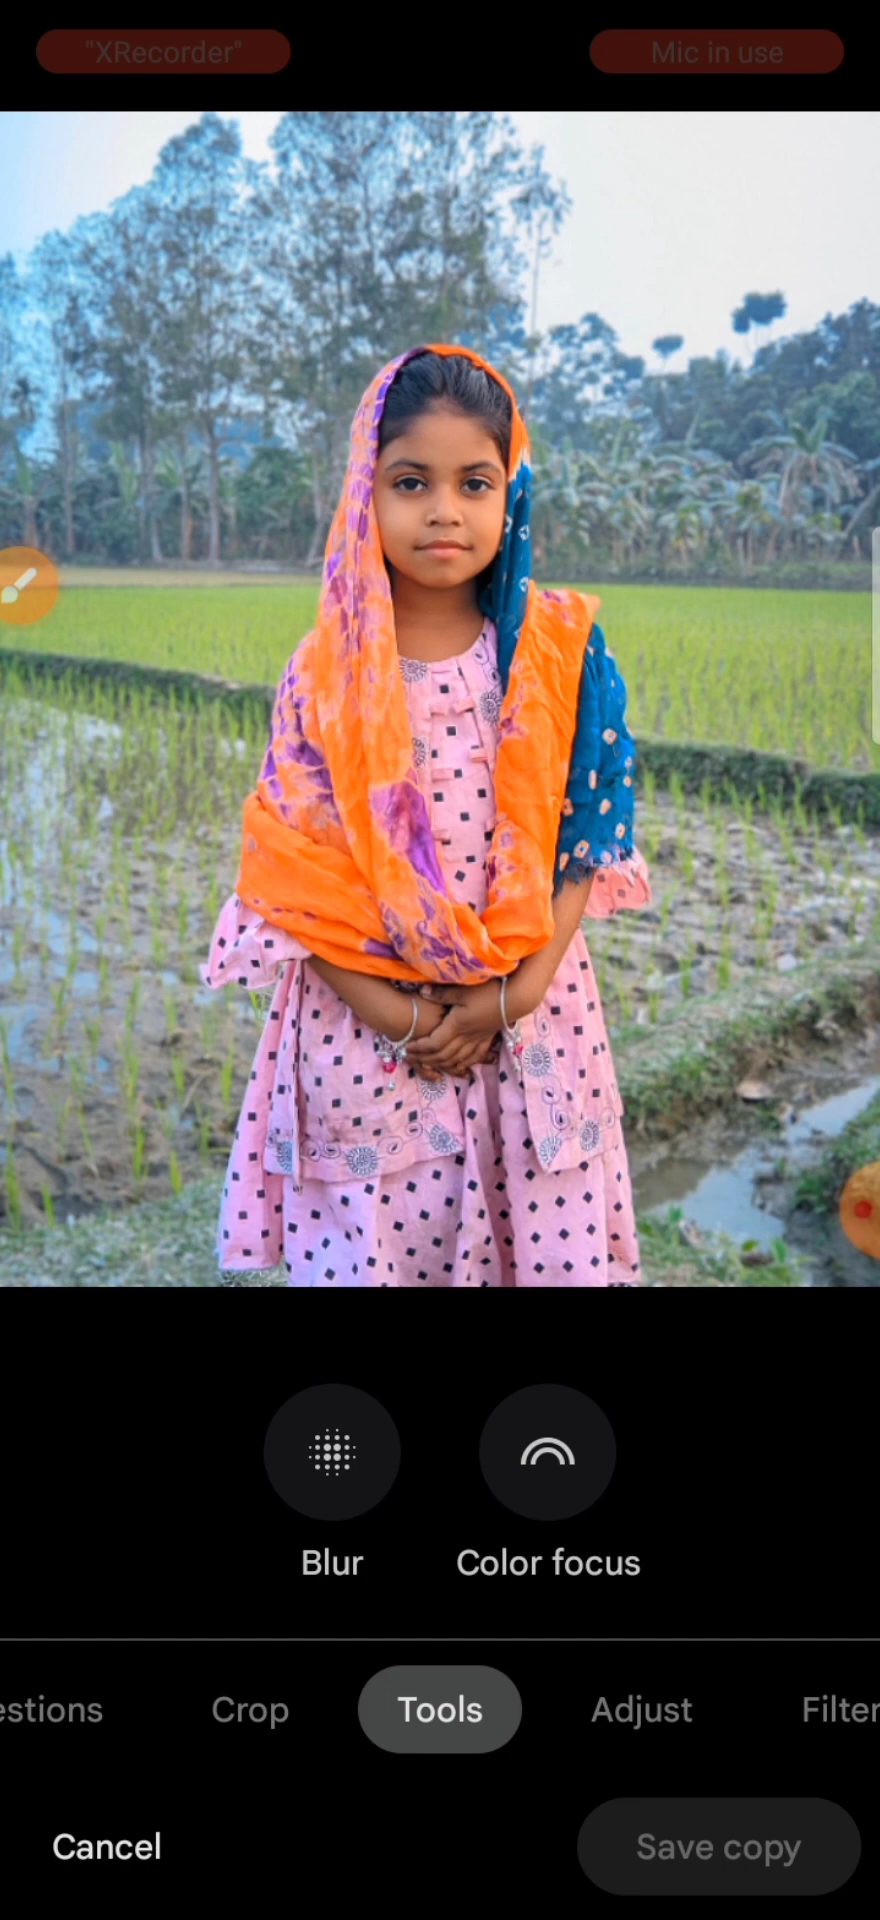 "XRecorder"
Mic in use
Blur
Color focus
estions
Crop
Tools
Adjust
Filter
Cancel
Save copy